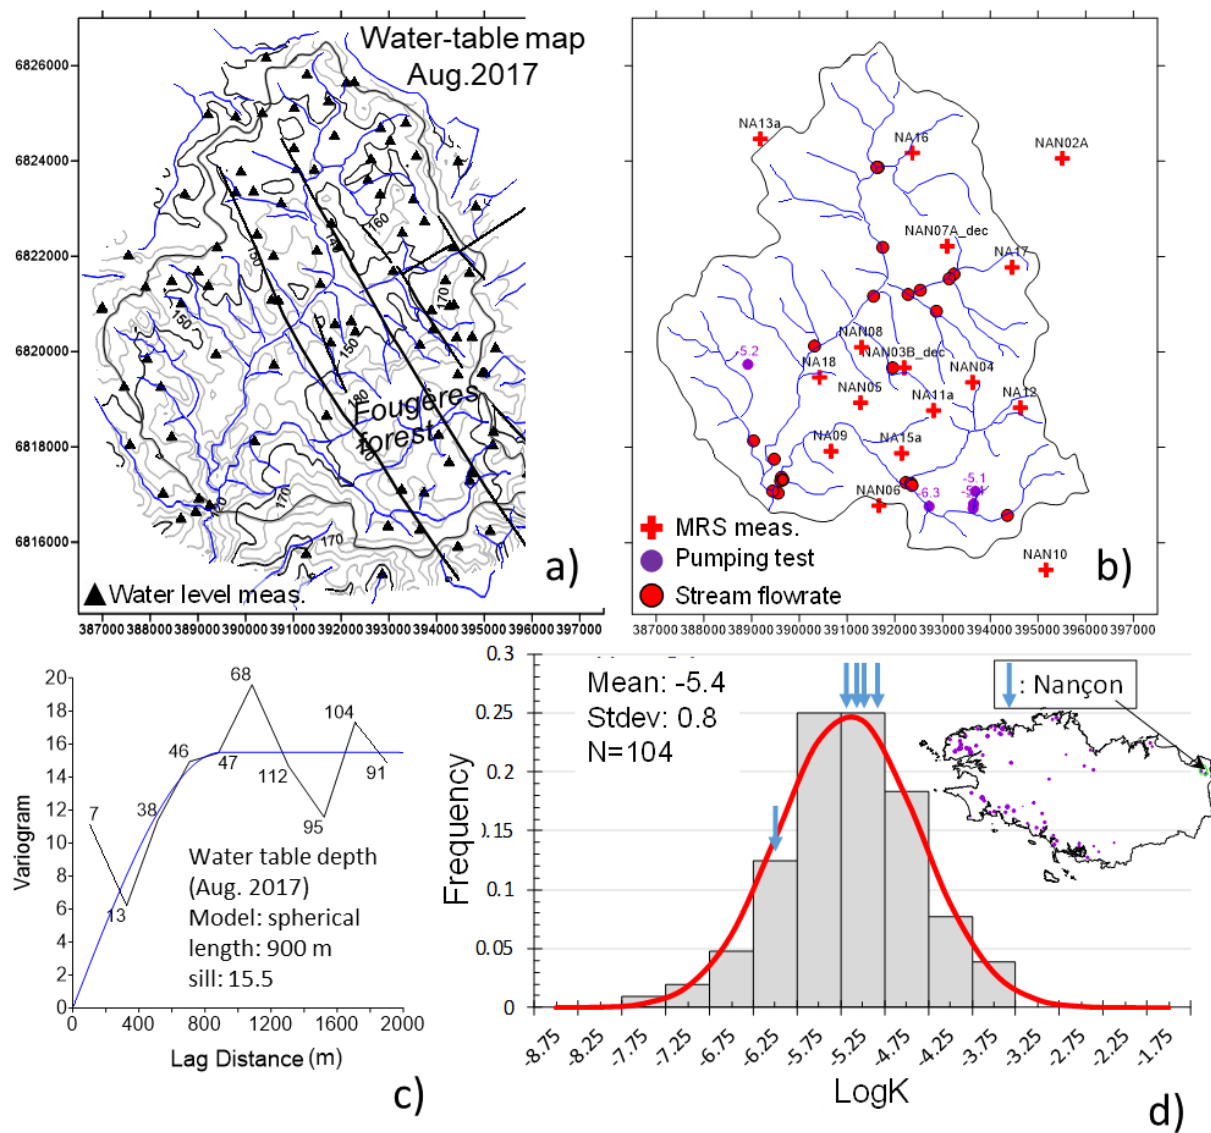 Water-table map
Aug.2017
6826000
6824000
6822000
6820000
6818000
6816000
160
140
150
170
150
150
180
Fougères
forest
170
120
170
a)
Water level meas.
387000 388000 389000 390000 391000 392000 393000 394000 395000 396000 397000
NA13a
NA16
NAN02A
NAN07A_dec
NA17
NAN08
NAN03B_dec
-5.2
NA18
NAN04
NAN05
NA11a
NA12
NA09
NA15a
-5.1
-6.3
NAN06
NAN10
MRS meas.
Pumping test
Stream flowrate
b)
387000 388000 389000 390000 391000 392000 393000 394000 395000 396000 397000
Variogram
20
18
16
14
12
10
8
6
4
2
0
68
104
46
47
112
91
7
38
95
13
Water table depth
(Aug. 2017)
Model: spherical
length: 900 m
sill: 15.5
0 400 800 1200 1600 2000
Lag Distance (m)
c)
Frequency
0.3
0.25
0.2
0.15
0.1
0.05
0
Mean: -5.4
Stdev: 0.8
N=104
: Nançon
-8.75 -7.75 -7.25 -6.75 -6.25 -5.75 -5.25 -4.75 -4.25 -3.75 -3.25 -2.75 -2.25 -1.75
LogK
d)